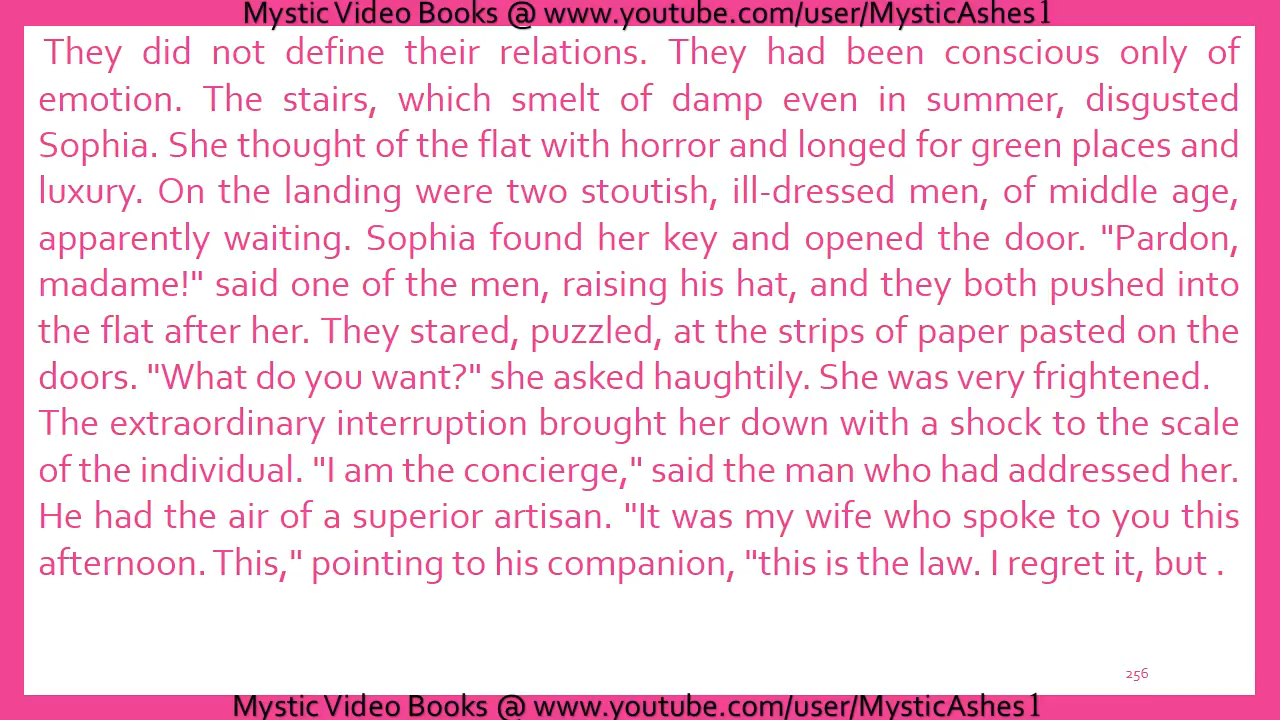 Mystic Video Books @ www.youtube.com/user/MysticAshes1
They did not define their relations. They had been conscious only of
emotion. The stairs, which smelt of damp even in summer, disgusted
Sophia. She thought of the flat with horror and longed for green places and
luxury. On the landing were two stoutish, ill-dressed men, of middle age,
apparently waiting. Sophia found her key and opened the door. "Pardon,
madame!" said one of the men, raising his hat, and they both pushed into
the flat after her. They stared, puzzled, at the strips of paper pasted on the
doors. "What do you want?" she asked haughtily. She was very frightened.
The extraordinary interruption brought her down with a shock to the scale
of the individual. "I am the concierge," said the man who had addressed her.
He had the air of a superior artisan. "It was my wife who spoke to you this
afternoon. This," pointing to his companion, "this is the law. I regret it, but .
256
Mystic Video Books @ www.youtube.com/user/MysticAshes1